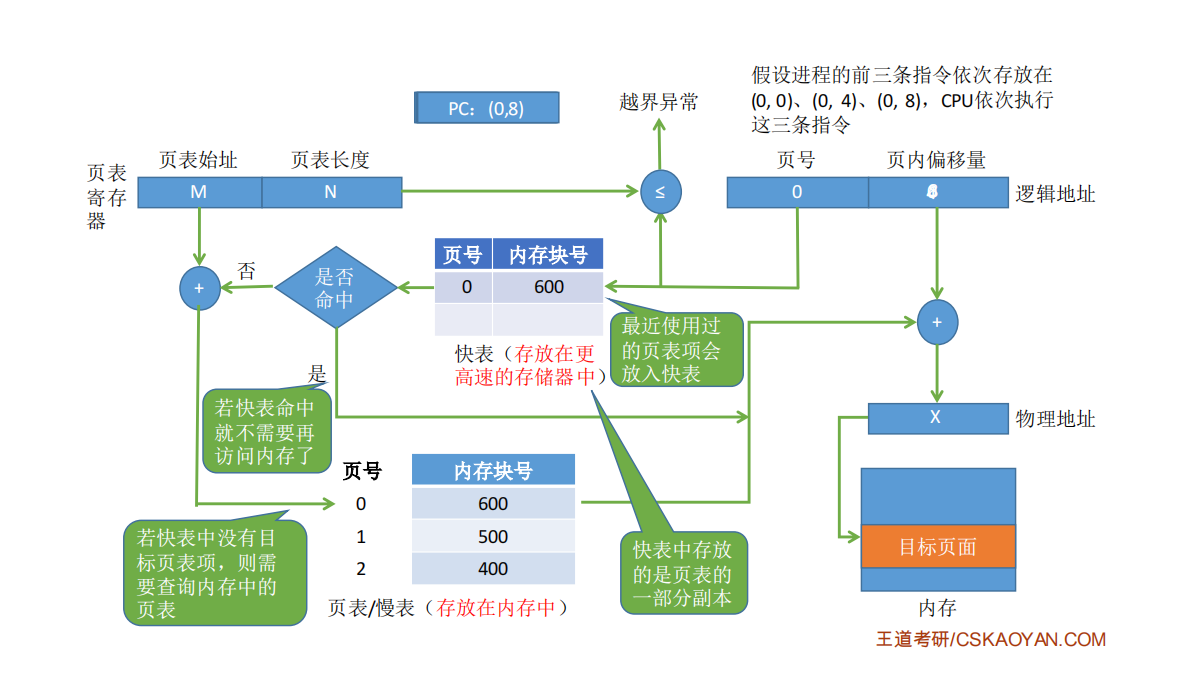 假设进程的前三条指令依次存放在
(0, 0)、(0, 4)、(0, 8)，CPU依次执行
这三条指令
PC：(0,8)
越界异常
页表始址
页表长度
页号
页内偏移量
页表
寄存
器
M
N
≤
0
逻辑地址
页号
内存块号
0
600
是否
命中
否
+
+
最近使用过
的页表项会
放入快表
快表（存放在更
高速的存储器中）
是
若快表命中
就不需要再
访问内存了
X
物理地址
页号
内存块号
0
600
1
500
2
400
页表/慢表（存放在内存中）
若快表中没有目
标页表项，则需
要查询内存中的
页表
快表中存放
的是页表的
一部分副本
目标页面
内存
王道考研/CSKAOYAN.COM